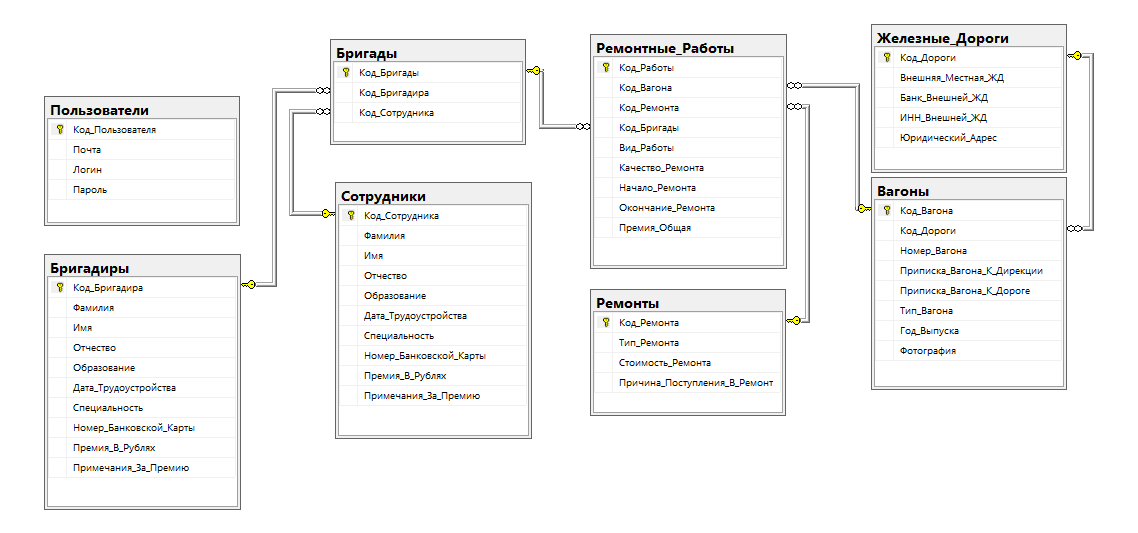 Пользователи
Код_Пользователя
Почта
Логин
Пароль
Бригадиры
Код_Бригадира
Фамилия
Имя
Отчество
Образование
Дата_Трудоустройства
Специальность
Номер_Банковской_Карты
Премия_В_Рублях
Примечания_За_Премию
Бригады
Код_Бригады
Код_Бригадира
Код_Сотрудника
Сотрудники
Код_Сотрудника
Фамилия
Имя
Отчество
Образование
Дата_Трудоустройства
Специальность
Номер_Банковской_Карты
Премия_В_Рублях
Примечания_За_Премию
Ремонтные_Работы
Код_Работы
Код_Вагона
Код_Ремонта
Код_Бригады
Вид_Работы
Качество_Ремонта
Начало_Ремонта
Окончание_Ремонта
Премия_Общая
Ремонты
Код_Ремонта
Тип_Ремонта
Стоимость_Ремонта
Причина_Поступления_В_Ремонт
Железные_Дороги
Код_Дороги
Внешняя_Местная_ЖД
Банк_Внешней_ЖД
ИНН_Внешней_ЖД
Юридический_Адрес
Вагоны
Код_Вагона
Код_Дороги
Номер_Вагона
Приписка_Вагона_К_Дирекции
Приписка_Вагона_К_Дороге
Тип_Вагона
Год_Выпуска
Фотография